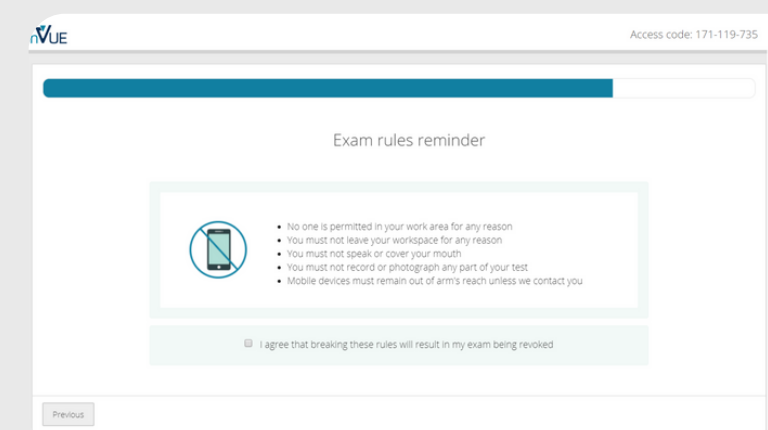 nVUE
Access code: 171-119-735
Exam rules reminder
• No one is permitted in your work area for any reason
• You must not leave your workspace for any reason
• You must not speak or cover your mouth
• You must not record or photograph any part of your test
• Mobile devices must remain out of arm's reach unless we contact you
I agree that breaking these rules will result in my exam being revoked
Previous